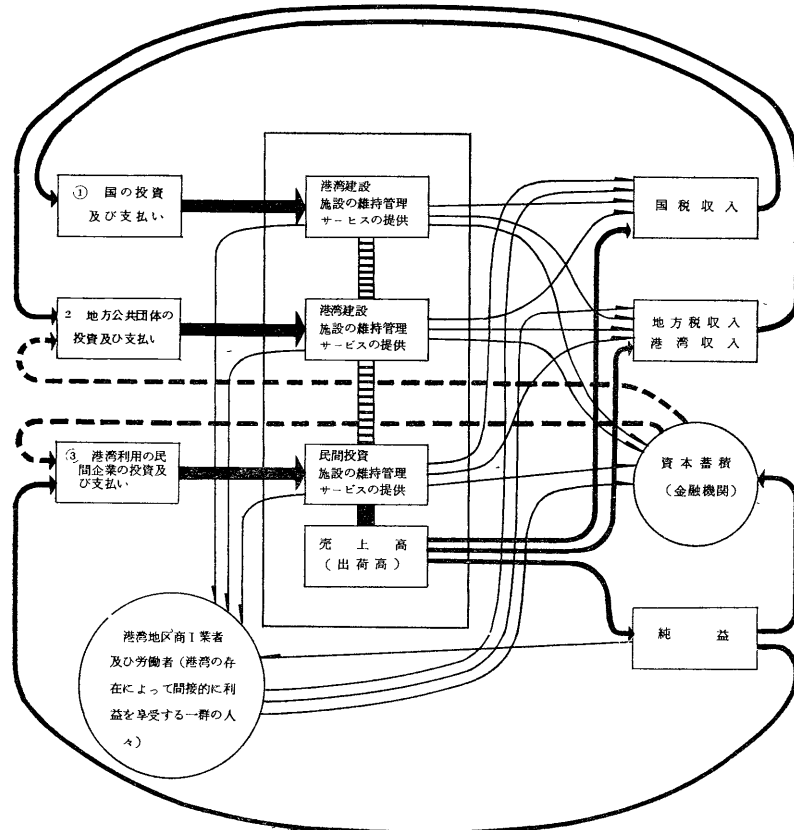 ① 国の投資
及び支払い
港湾建設
施設の維持管理
サービスの提供
国税収入
2 地方公共団体の
投資及び支払い
港湾建設
施設の維持管理
サービスの提供
地方税収入
港湾収入
③ 港湾利用の民
間企業の投資及
び支払い
民間投資
施設の維持管理
サービスの提供
資本蓄積
(金融機関)
売上高
(出荷高)
港湾地区商工業者
及び労働者(港湾の存
在によって間接的に利
益を享受する一群の人
々)
純益